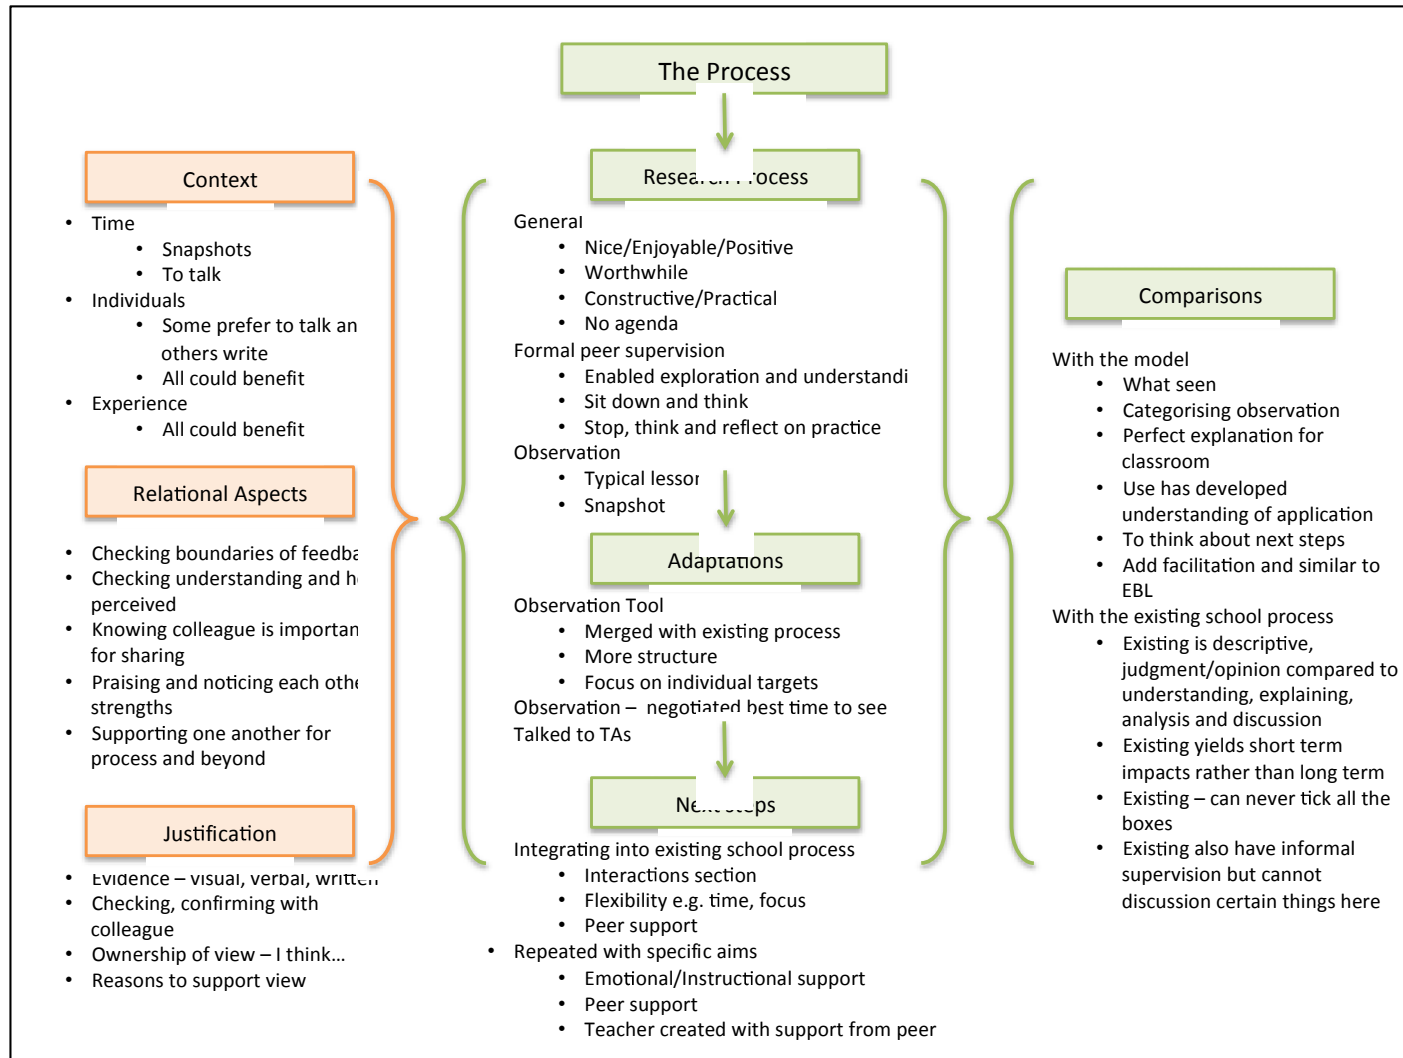 The Process
Context
• Time
• Snapshots
• To talk
• Individuals
• Some prefer to talk an
others write
• All could benefit
• Experience
• All could benefit
Relational Aspects
• Checking boundaries of feedba
• Checking understanding and h
perceived
• Knowing colleague is importan
for sharing
• Praising and noticing each othe
strengths
• Supporting one another for
process and beyond
Justification
• Evidence – visual, verbal, written
• Checking, confirming with
colleague
• Ownership of view – I think...
• Reasons to support view
Research Process
General
• Nice/Enjoyable/Positive
• Worthwhile
• Constructive/Practical
• No agenda
Formal peer supervision
• Enabled exploration and understandi
• Sit down and think
• Stop, think and reflect on practice
Observation
• Typical lesson
• Snapshot
Adaptations
Observation Tool
• Merged with existing process
• More structure
• Focus on individual targets
Observation – negotiated best time to see
Talked to TAs
Next steps
Integrating into existing school process
• Interactions section
• Flexibility e.g. time, focus
• Peer support
• Repeated with specific aims
• Emotional/Instructional support
• Peer support
• Teacher created with support from peer
Comparisons
With the model
• What seen
• Categorising observation
• Perfect explanation for
classroom
• Use has developed
understanding of application
• To think about next steps
• Add facilitation and similar to
EBL
With the existing school process
• Existing is descriptive,
judgment/opinion compared to
understanding, explaining,
analysis and discussion
• Existing yields short term
impacts rather than long term
• Existing – can never tick all the
boxes
• Existing also have informal
supervision but cannot
discussion certain things here